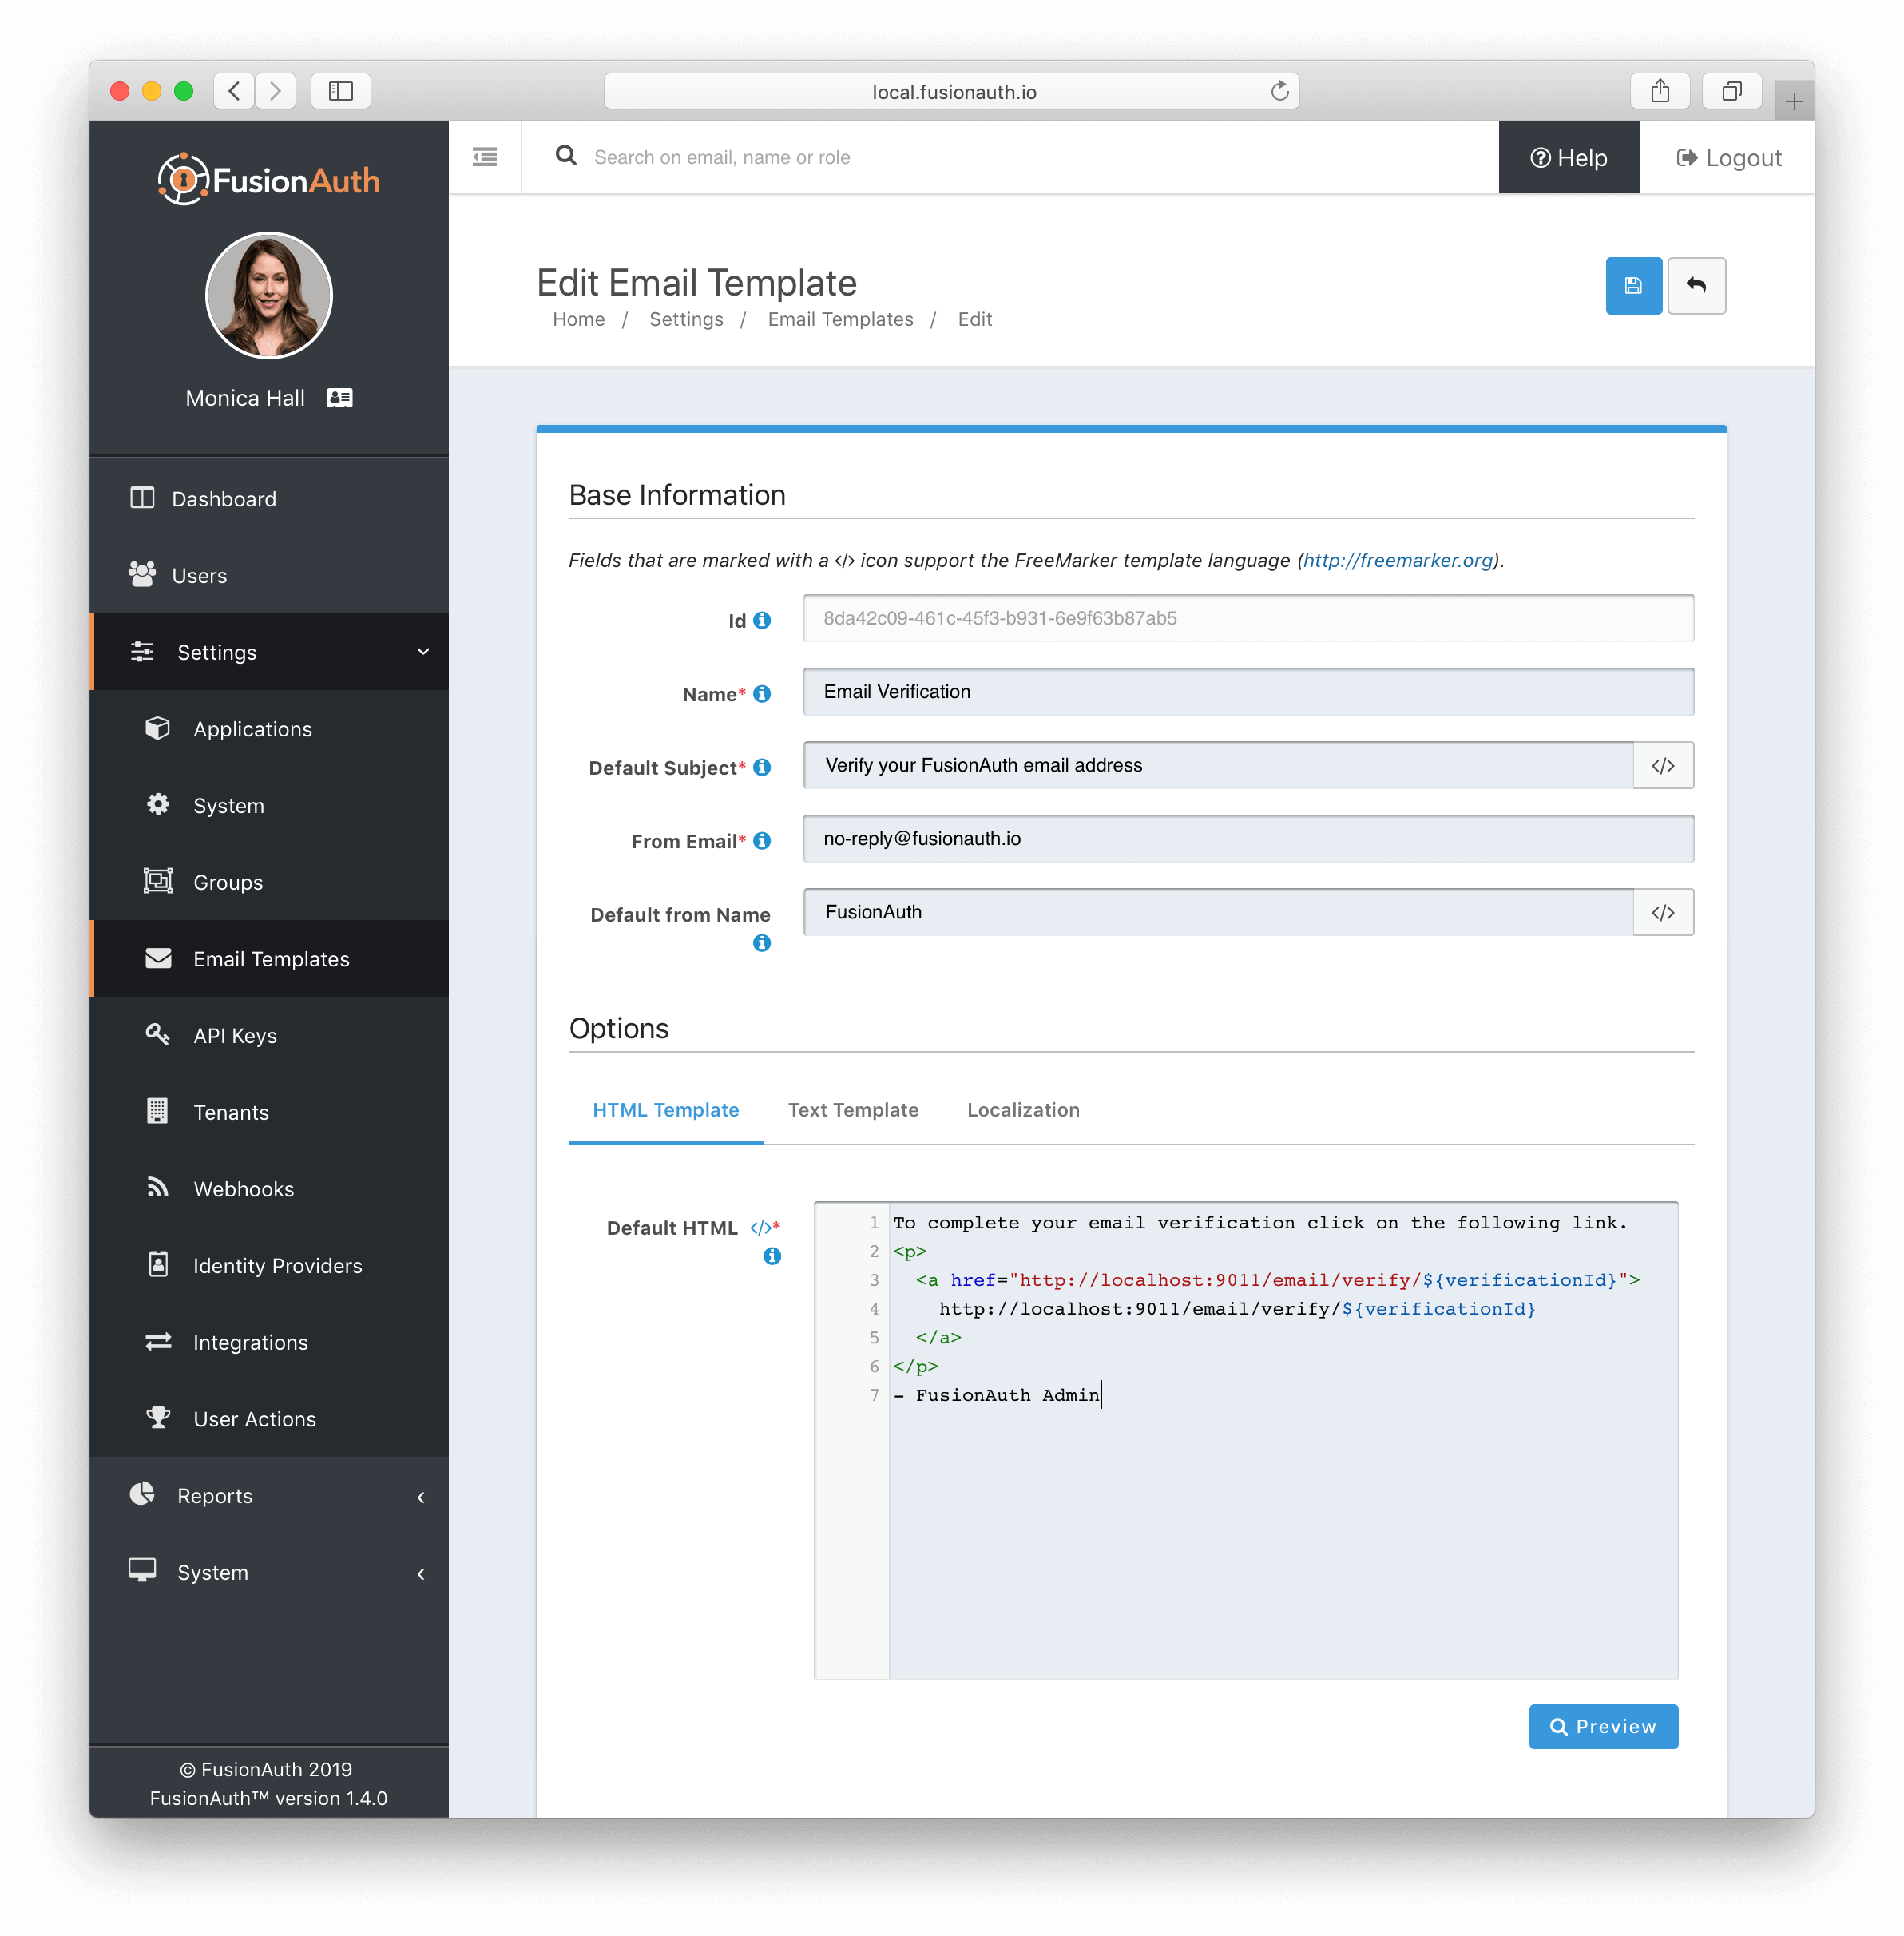 local.fusionauth.io
FusionAuth
Monica Hall
Dashboard
Users
Settings
Applications
System
Groups
Email Templates
API Keys
Tenants
Webhooks
Identity Providers
Integrations
User Actions
Reports
System
© FusionAuth 2019
FusionAuth™ version 1.4.0
Search on email, name or role
Help
Logout
Edit Email Template
Home / Settings / Email Templates / Edit
Base Information
Fields that are marked with a </> icon support the FreeMarker template language (http://freemarker.org).
Id 8da42c09-461c-45f3-b931-6e9f63b87ab5
Name* Email Verification
Default Subject* Verify your FusionAuth email address </>
From Email* no-reply@fusionauth.io
Default from Name FusionAuth </>
Options
HTML Template Text Template Localization
Default HTML </>*
1 To complete your email verification click on the following link.
2 <p>
3   <a href="http://localhost:9011/email/verify/${verificationId}">
4     http://localhost:9011/email/verify/${verificationId}
5   </a>
6 </p>
7 - FusionAuth Admin
Preview